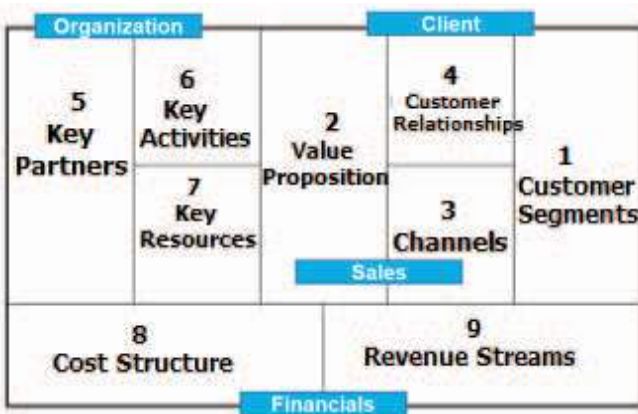 Organization
Client
5
Key
Partners
6
Key
Activities
7
Key
Resources
2
Value
Proposition
4
Customer
Relationships
3
Channels
1
Customer
Segments
Sales
8
Cost Structure
9
Revenue Streams
Financials